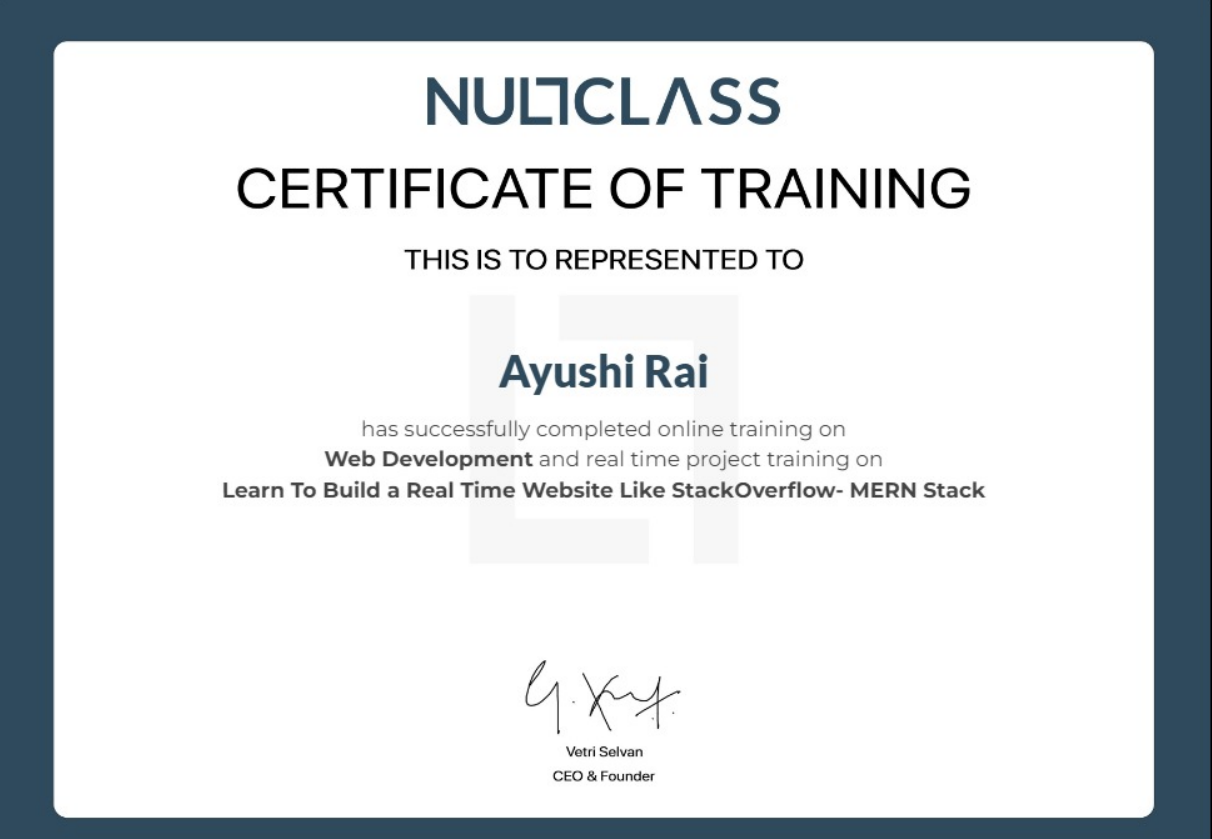 NULLCLASS
CERTIFICATE OF TRAINING
THIS IS TO REPRESENTED TO
Ayushi Rai
has successfully completed online training on
Web Development and real time project training on
Learn To Build a Real Time Website Like StackOverflow- MERN Stack
Vetri Selvan
CEO & Founder